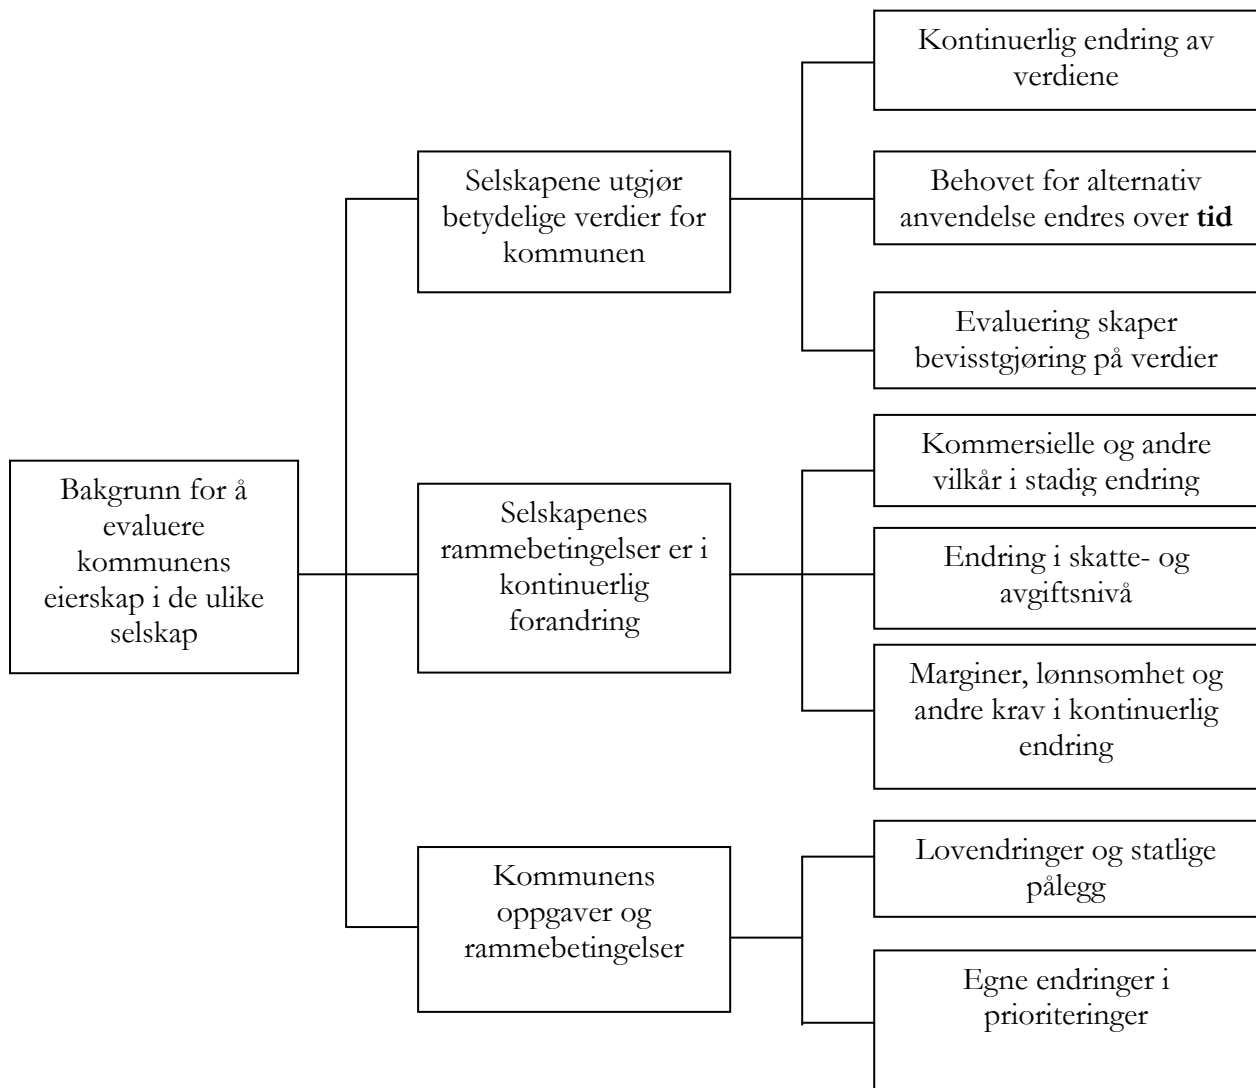 Bakgrunn for å
evaluere
kommunens
eierskap i de ulike
selskap
Selskapene utgjør
betydelige verdier for
kommunen
Kontinuerlig endring av
verdiene
Behovet for alternativ
anvendelse endres over tid
Evaluering skaper
bevisstgjøring på verdier
Selskapenes
rammebetingelser er i
kontinuerlig
forandring
Kommersielle og andre
vilkår i stadig endring
Endring i skatte- og
avgiftsnivå
Marginer, lønnsomhet og
andre krav i kontinuerlig
endring
Kommunens
oppgaver og
rammebetingelser
Lovendringer og statlige
pålegg
Egne endringer i
prioriteringer